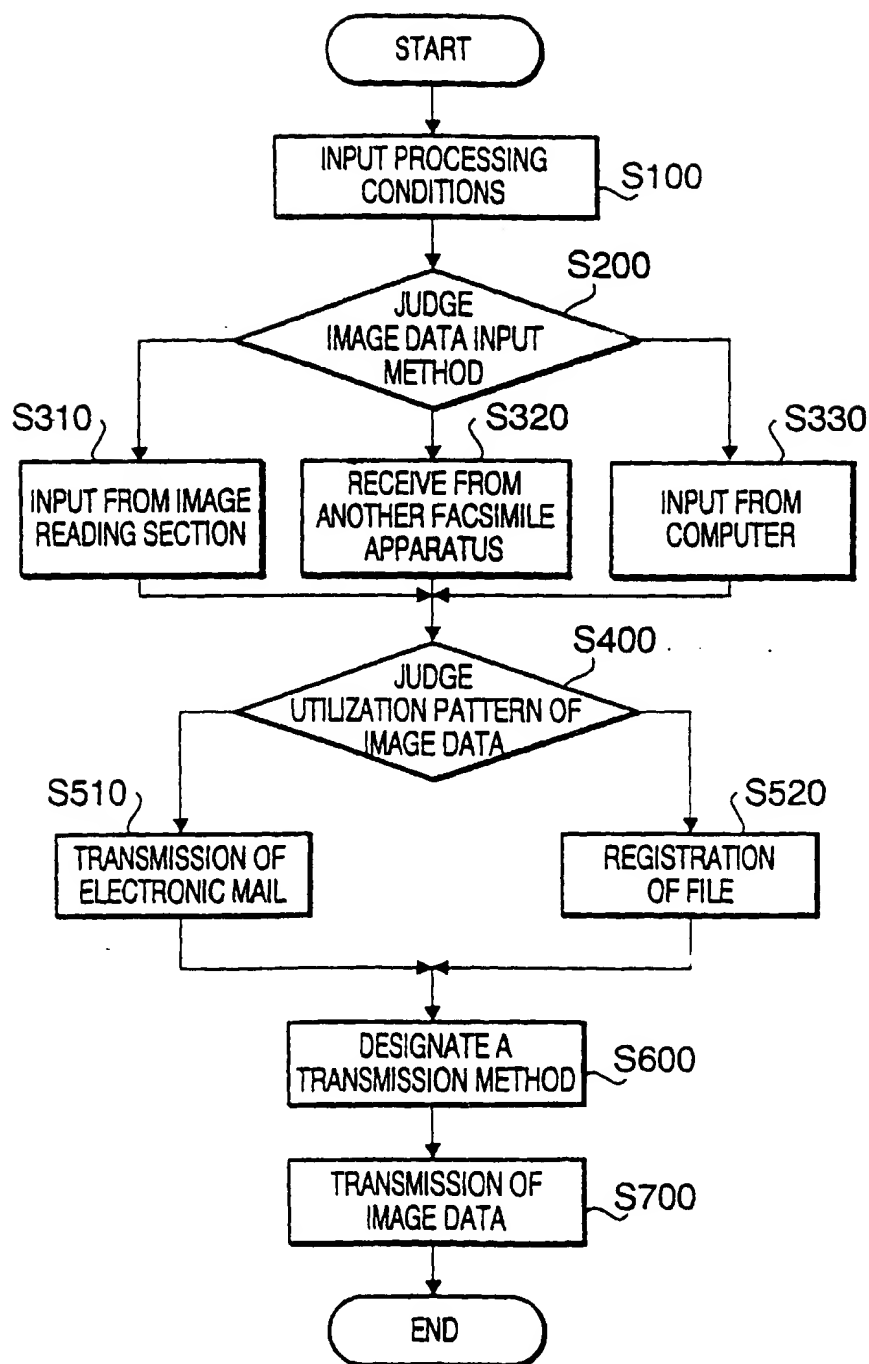 START
INPUT PROCESSING
CONDITIONS
S100
S200
JUDGE
IMAGE DATA INPUT
METHOD
S310
S320
S330
INPUT FROM IMAGE
READING SECTION
RECEIVE FROM
ANOTHER FACSIMILE
APPARATUS
INPUT FROM
COMPUTER
S400
JUDGE
UTILIZATION PATTERN OF
IMAGE DATA
S510
S520
TRANSMISSION OF
ELECTRONIC MAIL
REGISTRATION
OF FILE
DESIGNATE A
TRANSMISSION METHOD
S600
TRANSMISSION OF
IMAGE DATA
S700
END